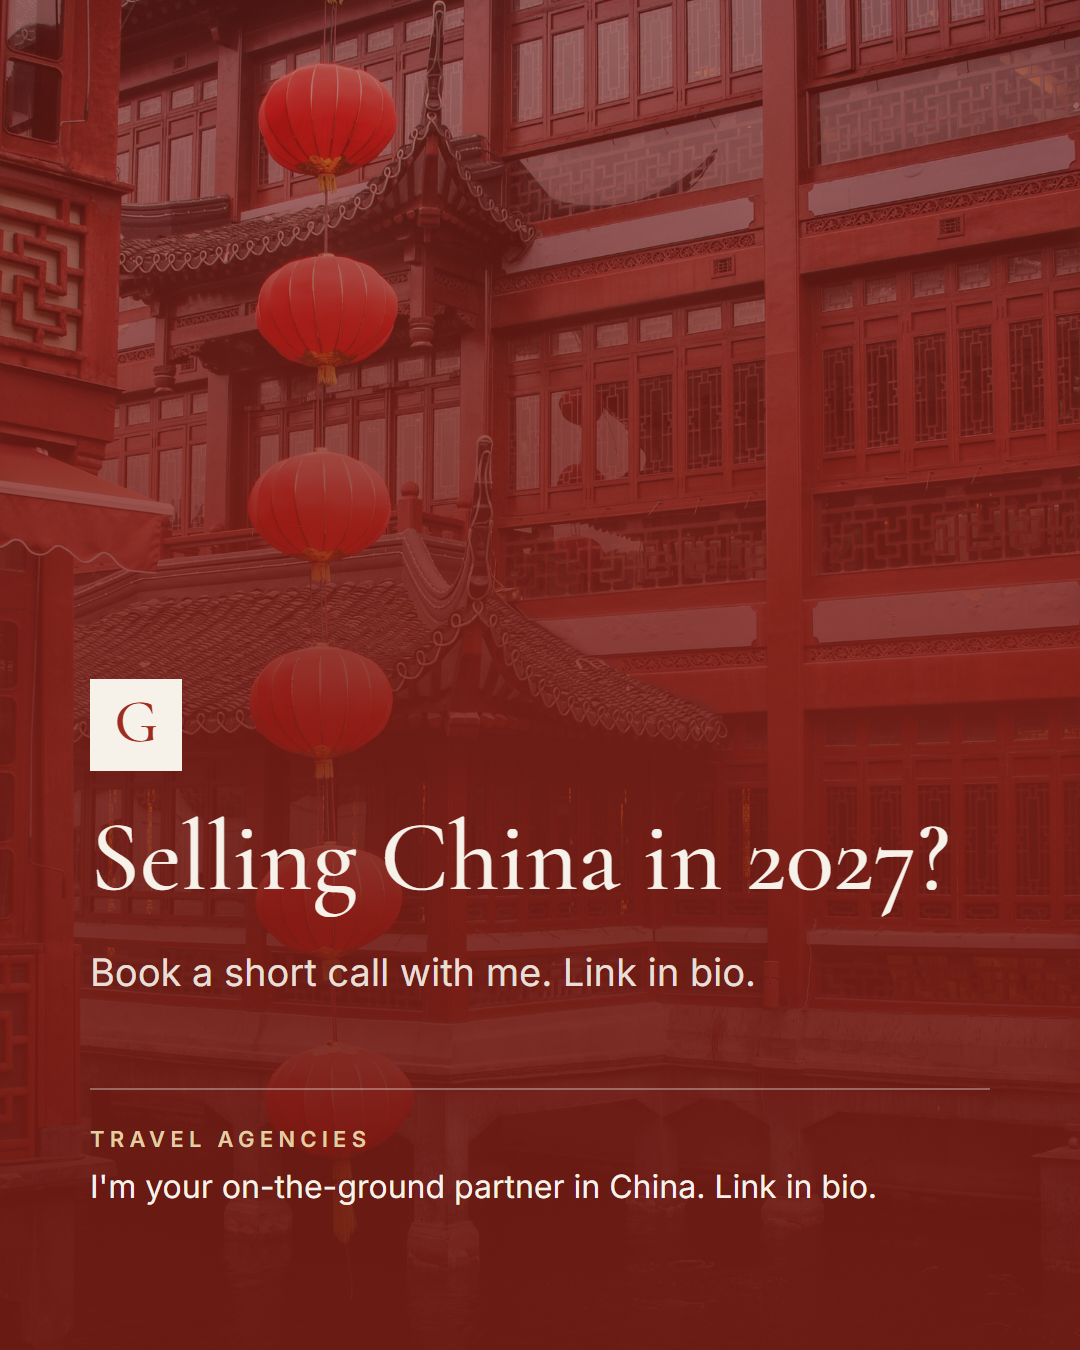 G
Selling China in 2027?
Book a short call with me. Link in bio.
TRAVEL AGENCIES
I'm your on-the-ground partner in China. Link in bio.